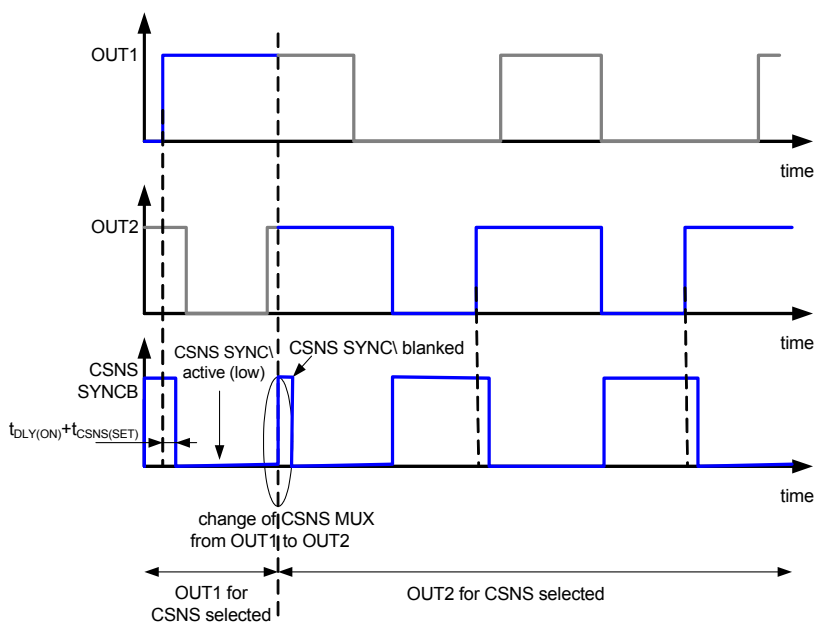 OUT1
time
OUT2
time
CSNS
SYNCB
CSNS SYNC\
active (low)
CSNS SYNC\ blanked
tDLY(ON)+tCSNS(SET)
time
change of CSNS MUX
from OUT1 to OUT2
OUT1 for
CSNS selected
OUT2 for CSNS selected